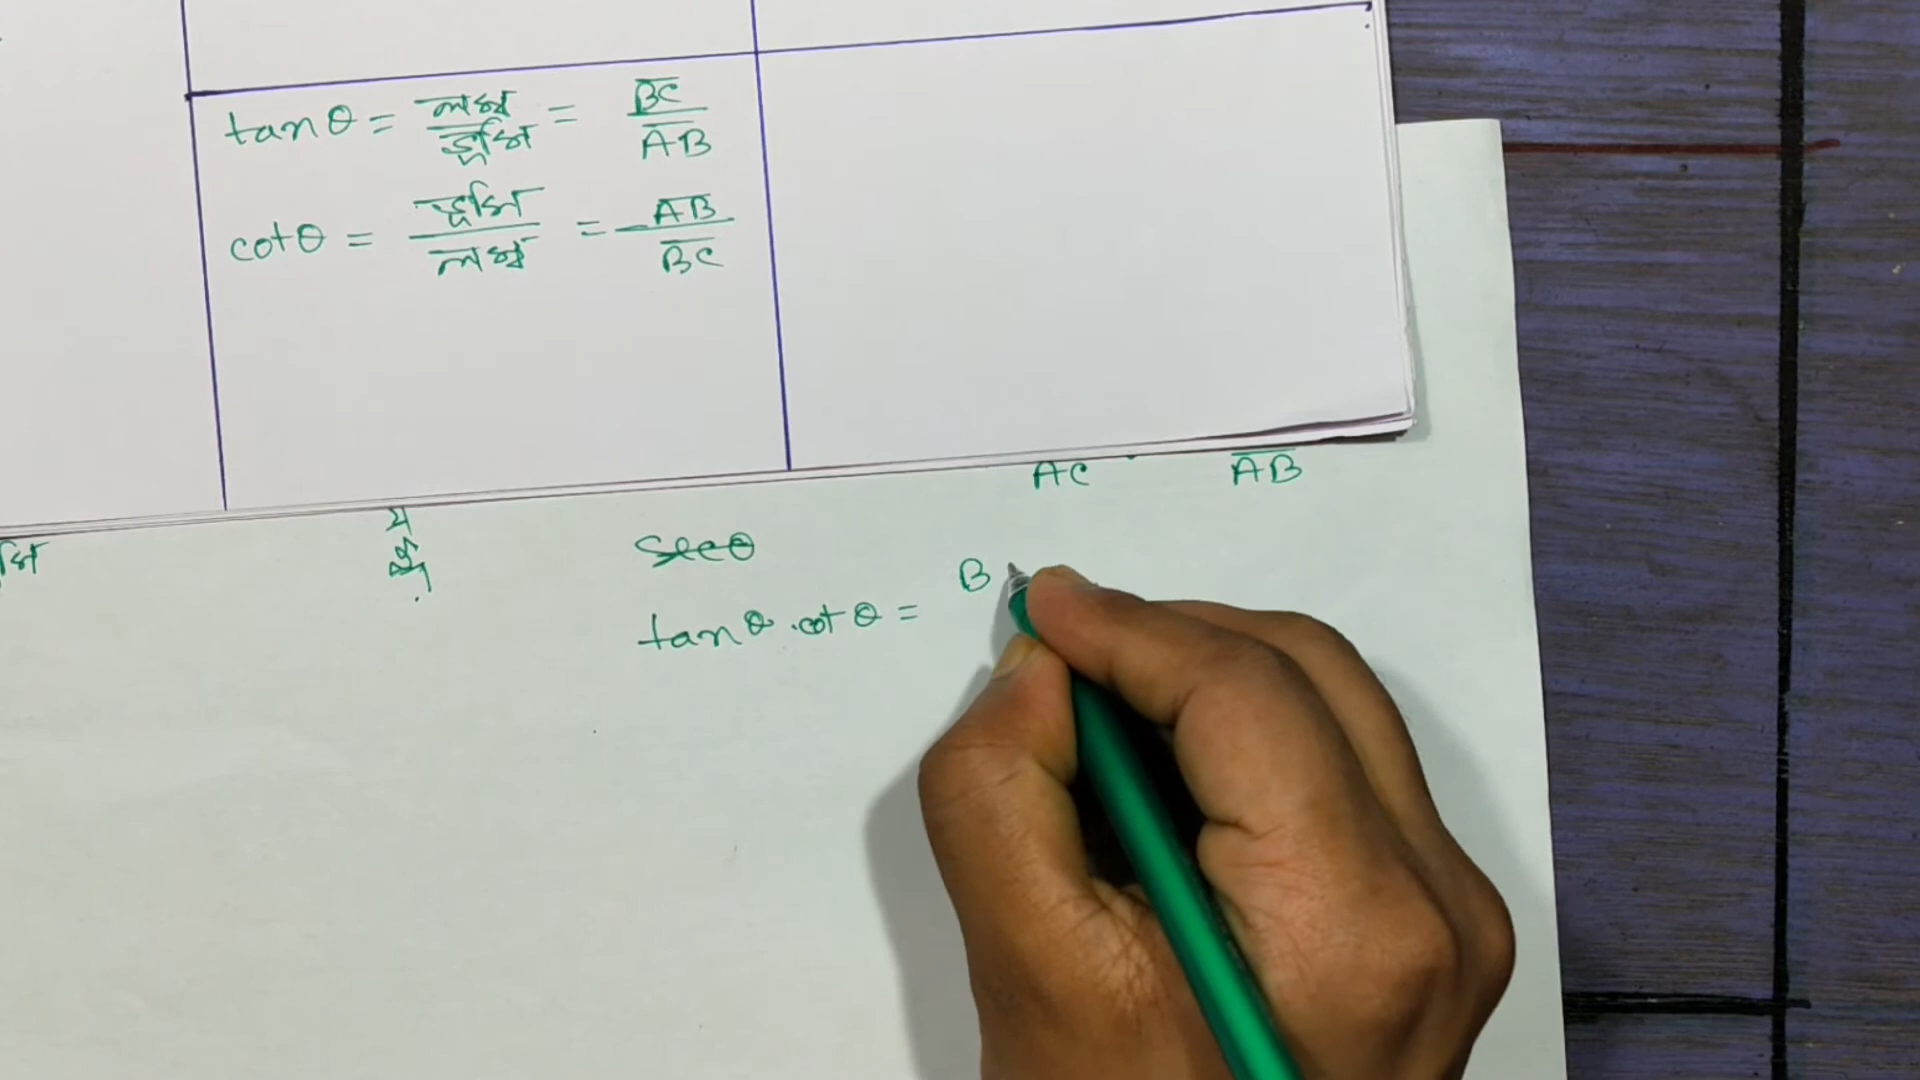 tanθ = লম্ব / ভূমি = BC / AB
cotθ = ভূমি / লম্ব = AB / BC
AC AB
secθ
tanθ . cotθ = B